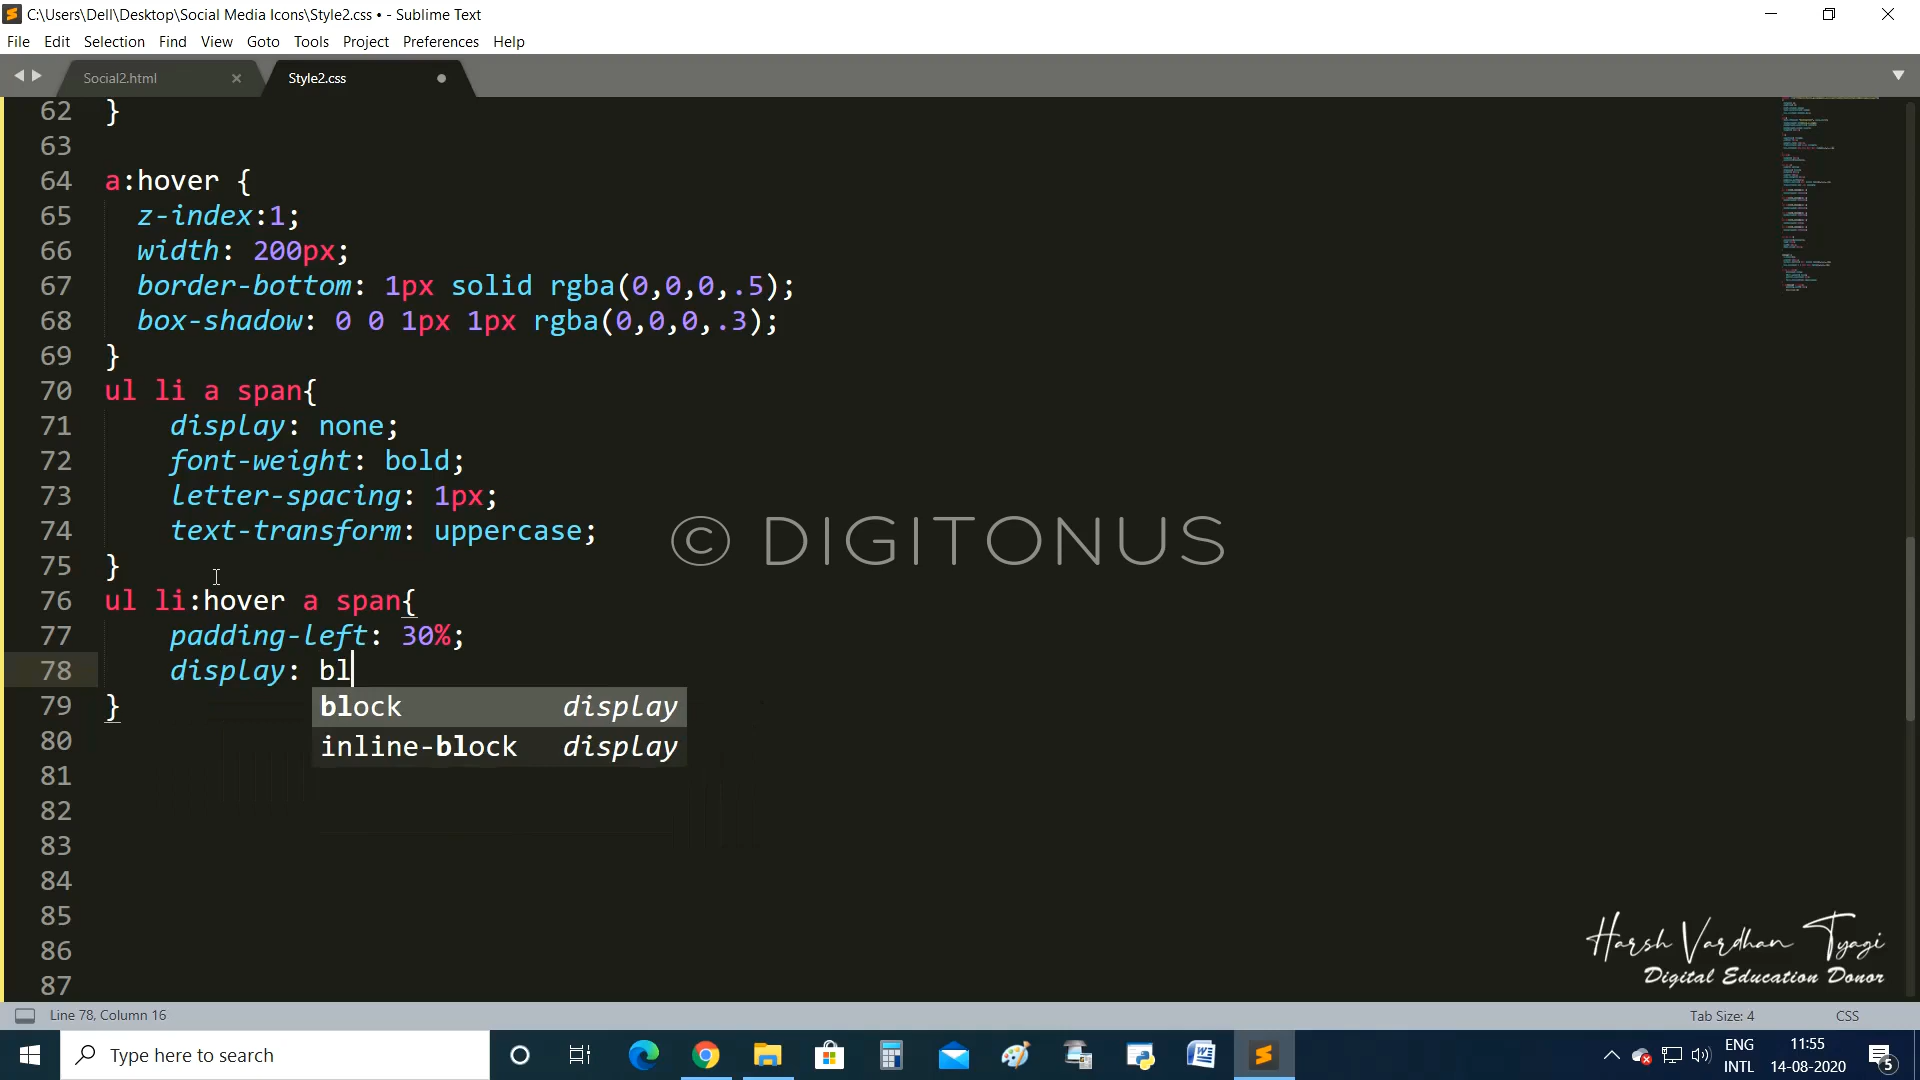 C:\Users\Dell\Desktop\Social Media Icons\Style2.css • - Sublime Text
File Edit Selection Find View Goto Tools Project Preferences Help
Social2.html × Style2.css
62 }
63
64 a:hover {
65 z-index:1;
66 width: 200px;
67 border-bottom: 1px solid rgba(0,0,0,.5);
68 box-shadow: 0 0 1px 1px rgba(0,0,0,.3);
69 }
70 ul li a span{
71 display: none;
72 font-weight: bold;
73 letter-spacing: 1px;
74 text-transform: uppercase;
© DIGITONUS
75 }
76 ul li:hover a span{
77 padding-left: 30%;
78 display: bl
block display
79 }
inline-block display
80
81
82
83
84
85
86
87
Harsh Vardhan Tyagi
Digital Education Donor
Line 78, Column 16
Tab Size: 4
CSS
Type here to search
ENG
INTL
11:55
14-08-2020
5